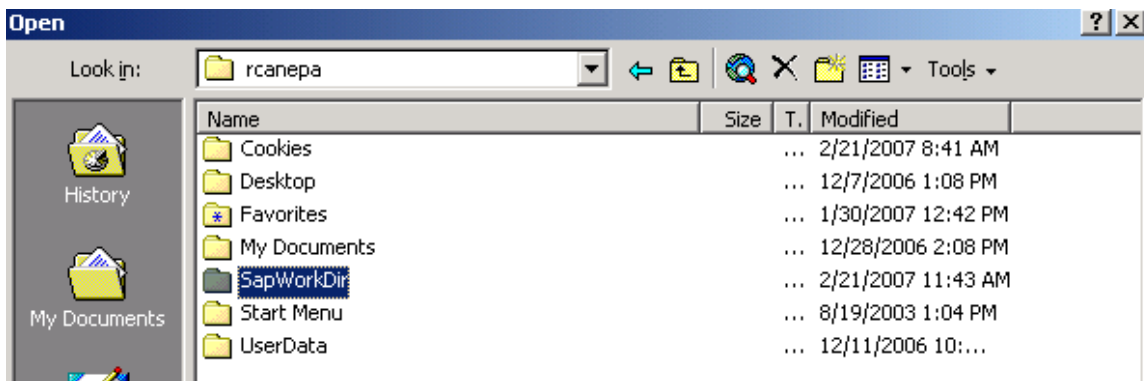 Open ? ×
Look in: rcanepa Tools
Name Size T. Modified
Cookies ... 2/21/2007 8:41 AM
Desktop ... 12/7/2006 1:08 PM
Favorites ... 1/30/2007 12:42 PM
My Documents ... 12/28/2006 2:08 PM
SapWorkDir ... 2/21/2007 11:43 AM
Start Menu ... 8/19/2003 1:04 PM
UserData ... 12/11/2006 10:...
History
My Documents